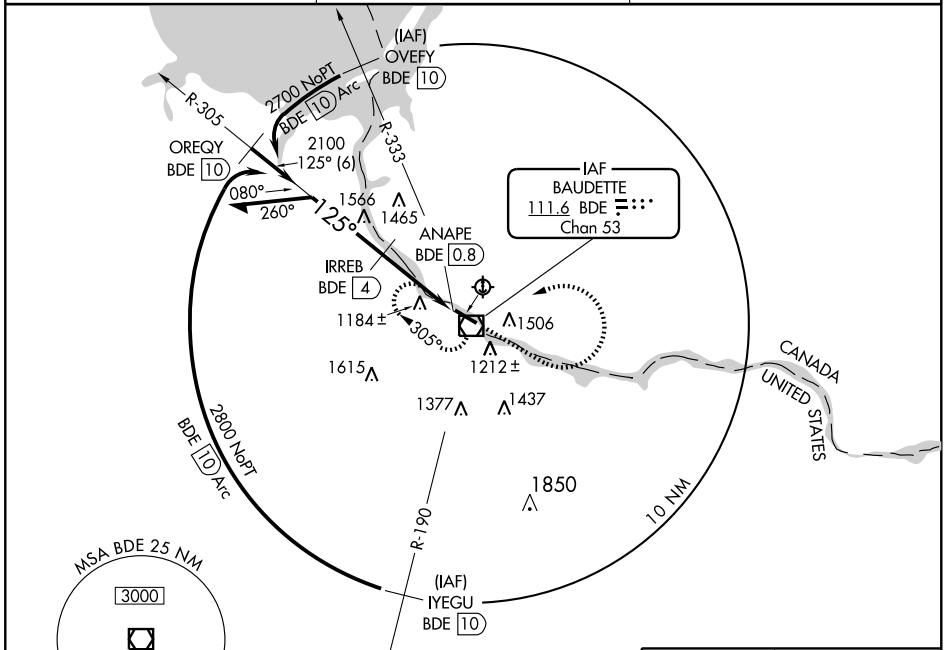 (IAF)
OVEFY
BDE 10
2700 NoPT
BDE 10 Arc
R-305
R-333
OREQY
BDE 10
2100
125° (6)
080°
260°
125°
1566
1465
IAF
BAUDETTE
111.6 BDE
Chan 53
ANAPE
BDE 0.8
IRREB
BDE 4
1184 ±
305°
1506
1212 ±
1615
1377
1437
CANADA
UNITED STATES
2800 NoPT
BDE 10 Arc
1850
10 NM
R-190
(IAF)
IYEGU
BDE 10
MSA BDE 25 NM
3000